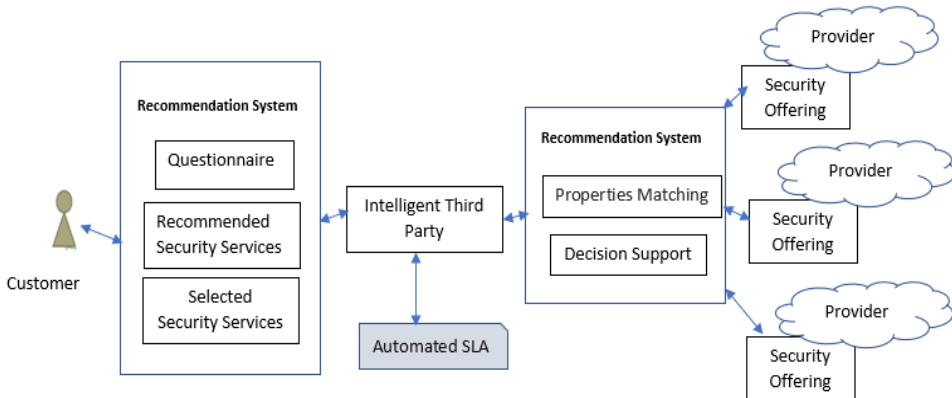 Customer
Recommendation System
Questionnaire
Recommended
Security Services
Selected
Security Services
Intelligent Third
Party
Automated SLA
Recommendation System
Properties Matching
Decision Support
Provider
Security
Offering
Provider
Security
Offering
Provider
Security
Offering